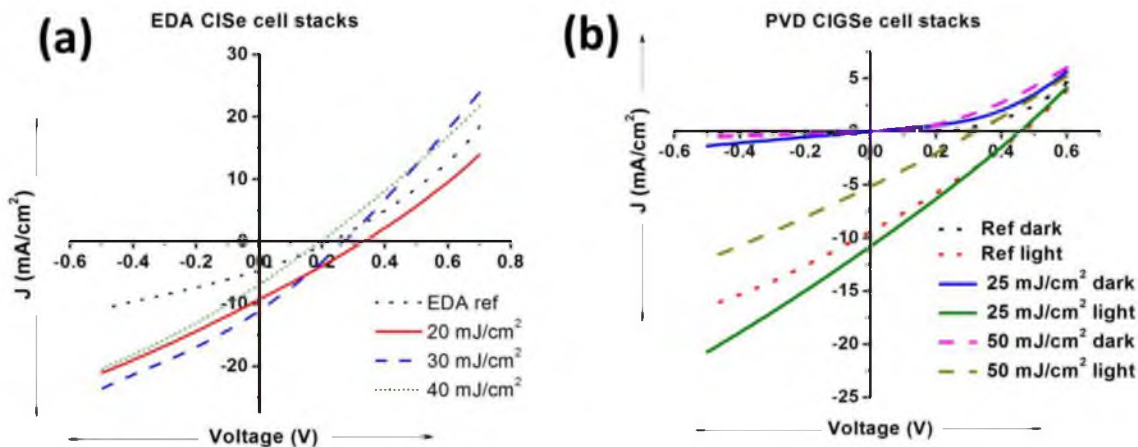 (a)
EDA CISe cell stacks
J (mA/cm²)
30
20
10
0
-10
-20
-0.6 -0.4 -0.2 0.0 0.2 0.4 0.6 0.8
EDA ref
20 mJ/cm²
30 mJ/cm²
40 mJ/cm²
Voltage (V)
(b)
PVD CIGSe cell stacks
J (mA/cm²)
5
0
-5
-10
-15
-20
-25
-0.6 -0.4 -0.2 0.0 0.2 0.4 0.6
Ref dark
Ref light
25 mJ/cm² dark
25 mJ/cm² light
50 mJ/cm² dark
50 mJ/cm² light
Voltage (V)